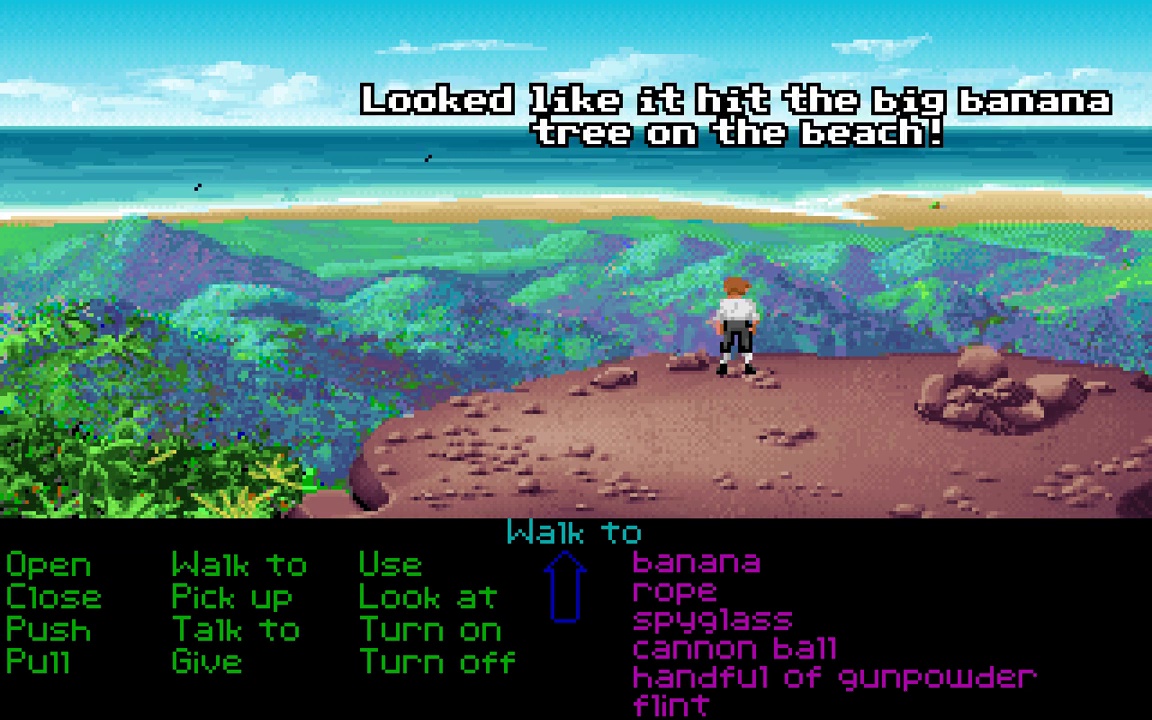 Looked like it hit the big banana
tree on the beach!
Walk to
Open Walk to Use
Close Pick up Look at
Push Talk to Turn on
Pull Give Turn off
banana
rope
spyglass
cannon ball
handful of gunpowder
flint